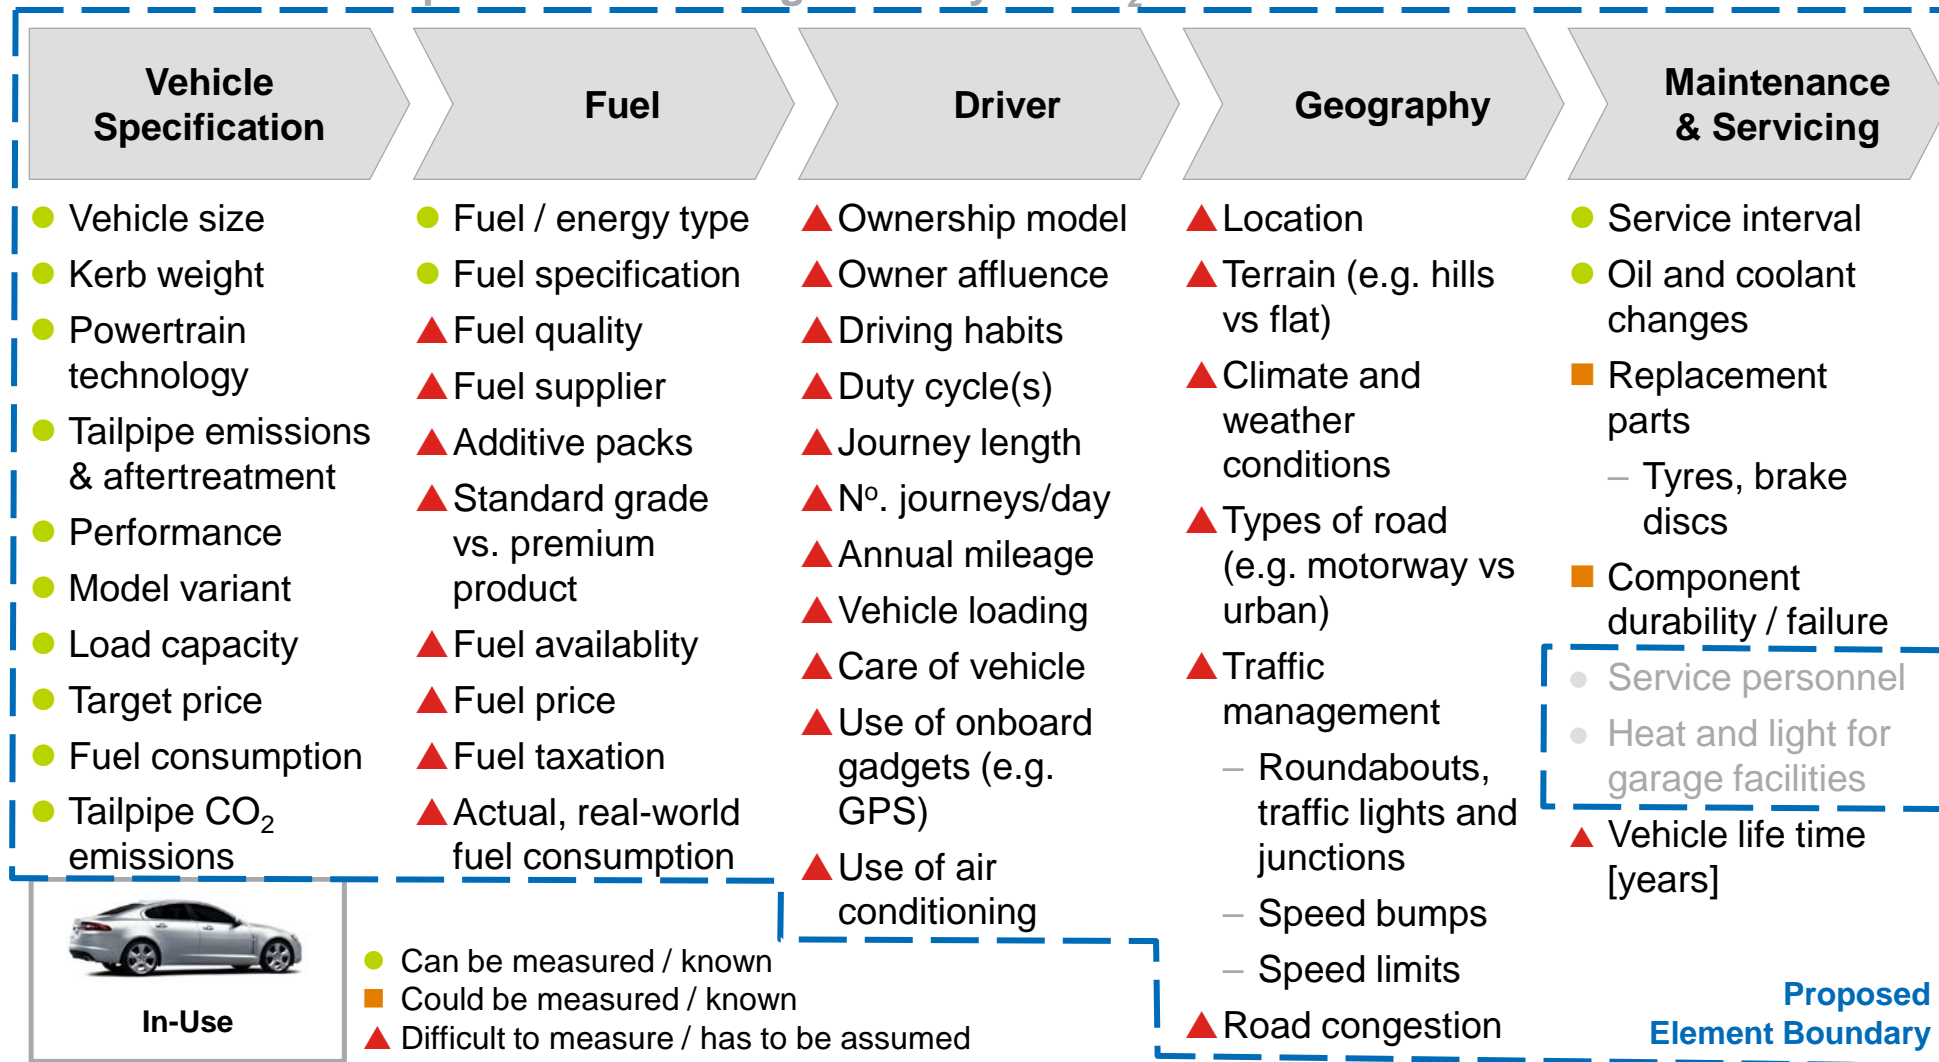 Vehicle
Specification
Fuel
Driver
Geography
Maintenance
& Servicing
Vehicle size
Kerb weight
Powertrain
technology
Tailpipe emissions
& aftertreatment
Performance
Model variant
Load capacity
Target price
Fuel consumption
Tailpipe CO₂
emissions
Fuel / energy type
Fuel specification
Fuel quality
Fuel supplier
Additive packs
Standard grade
vs. premium
product
Fuel availablity
Fuel price
Fuel taxation
Actual, real-world
fuel consumption
Ownership model
Owner affluence
Driving habits
Duty cycle(s)
Journey length
Nº. journeys/day
Annual mileage
Vehicle loading
Care of vehicle
Use of onboard
gadgets (e.g.
GPS)
Use of air
conditioning
Location
Terrain (e.g. hills
vs flat)
Climate and
weather
conditions
Types of road
(e.g. motorway vs
urban)
Traffic
management
– Roundabouts,
traffic lights and
junctions
– Speed bumps
– Speed limits
Road congestion
Service interval
Oil and coolant
changes
Replacement
parts
– Tyres, brake
discs
Component
durability / failure
Service personnel
Heat and light for
garage facilities
Vehicle life time
[years]
In-Use
Can be measured / known
Could be measured / known
Difficult to measure / has to be assumed
Proposed
Element Boundary